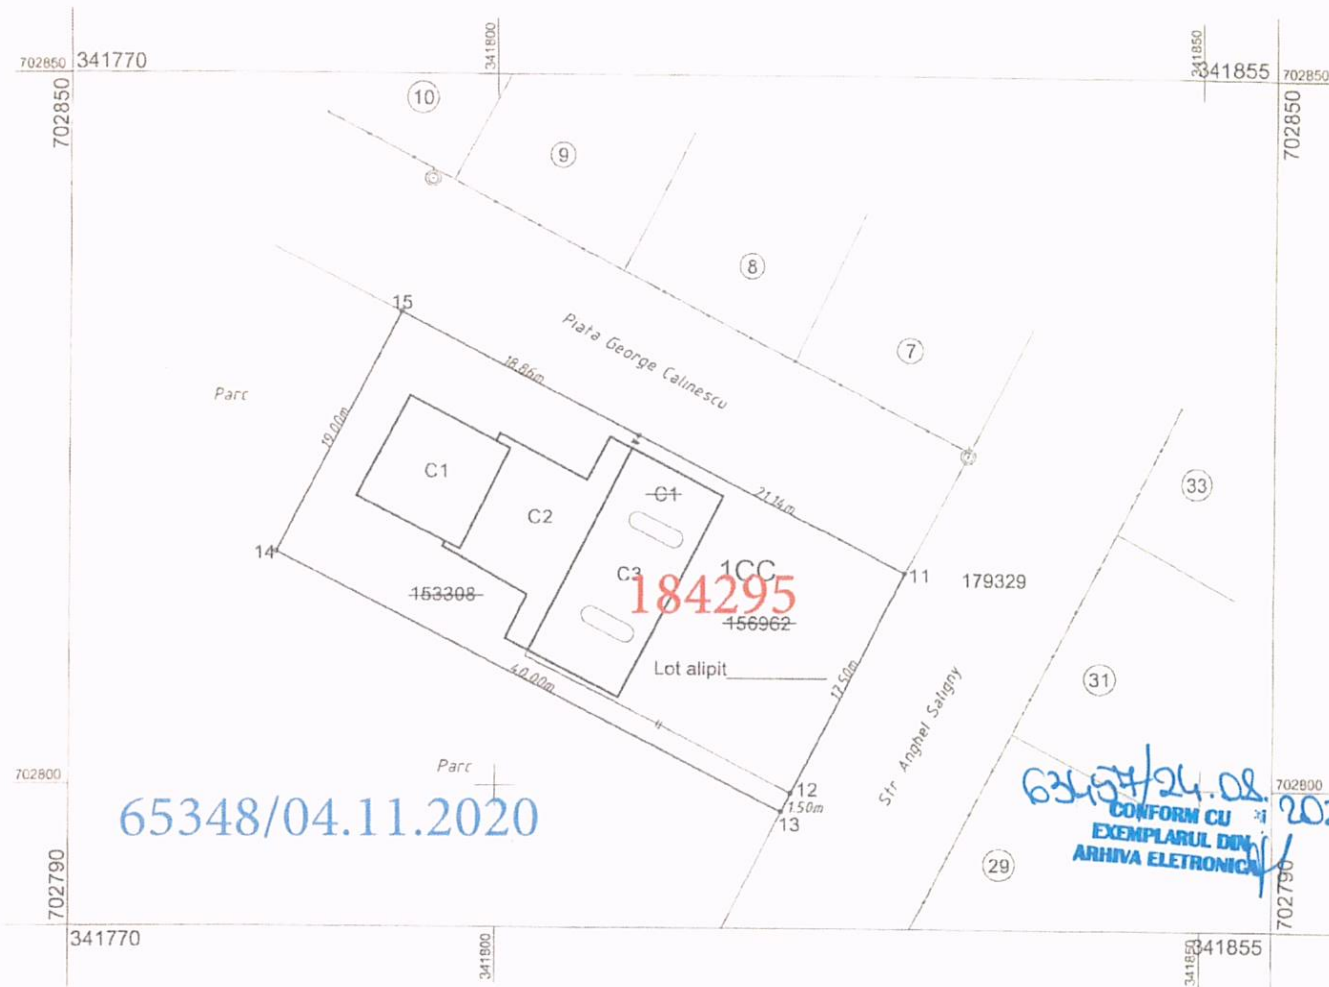 341800
341850
702850 341770
341855 702850
702850
702850
10
9
8
7
15
Piata George Calinescu
18.86m
Parc
19.00m
C1
C1
C2
21.14m
33
14
C3
1CC
11
179329
184295
153308
156962
Lot alipit
40.00m
17.50m
31
Str. Anghel Saligny
Parc
702800
702800
12
1.50m
13
65348/04.11.2020
CONFORM CU
EXEMPLARUL DIN
ARHIVA ELETRONICA
29
702790
702790
341770
341855
341800
341850